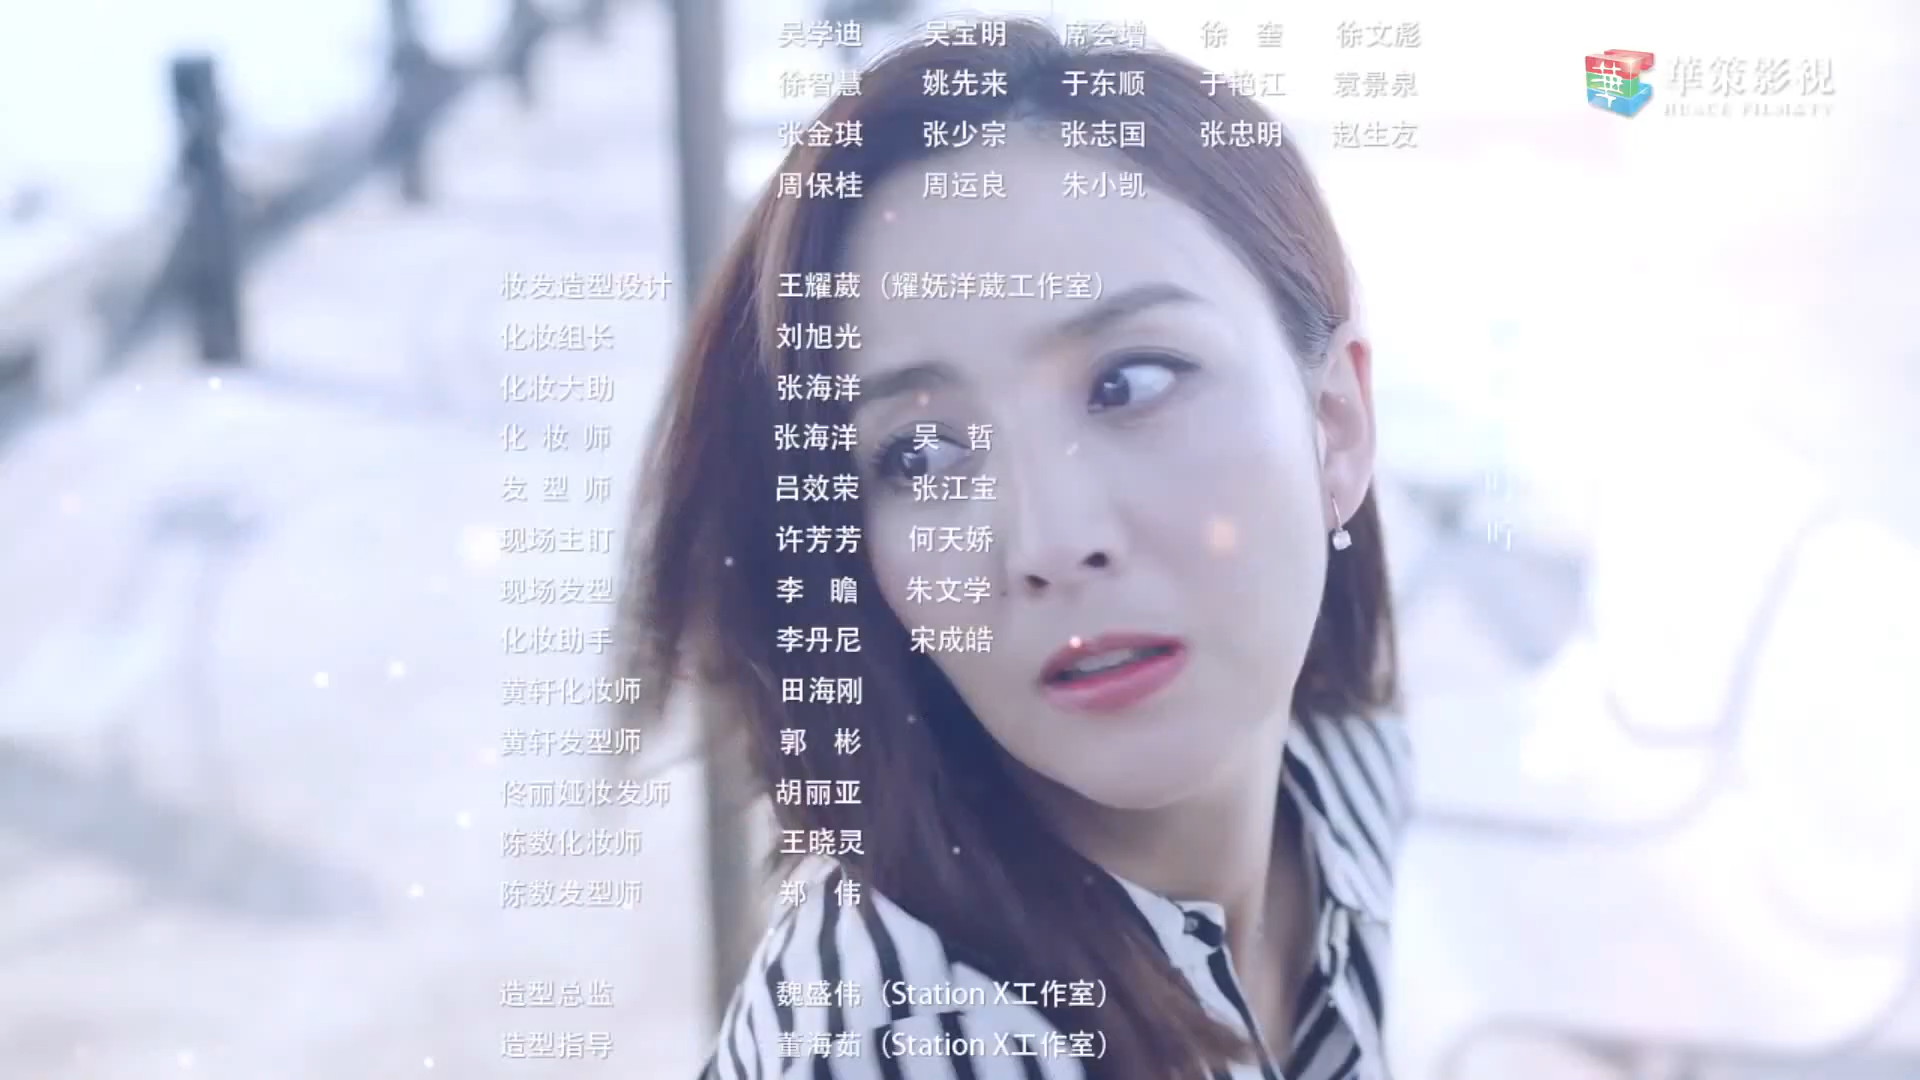 吴学迪 吴宝明 席会增 徐 奎 徐文彪
華策影視
HUACE FILM&TV
徐智慧 姚先来 于东顺 于艳江 袁景泉
张金琪 张少宗 张志国 张忠明 赵生友
周保桂 周运良 朱小凯
妆发造型设计 王耀葳（耀妩洋葳工作室）
化妆组长 刘旭光
化妆大助 张海洋
化 妆 师 张海洋 吴 哲
发 型 师 吕效荣 张江宝
现场主盯 许芳芳 何天娇
现场发型 李 瞻 朱文学
化妆助手 李丹尼 宋成皓
黄轩化妆师 田海刚
黄轩发型师 郭 彬
佟丽娅妆发师 胡丽亚
陈数化妆师 王晓灵
陈数发型师 郑 伟
造型总监 魏盛伟（Station X工作室）
造型指导 董海茹（Station X工作室）